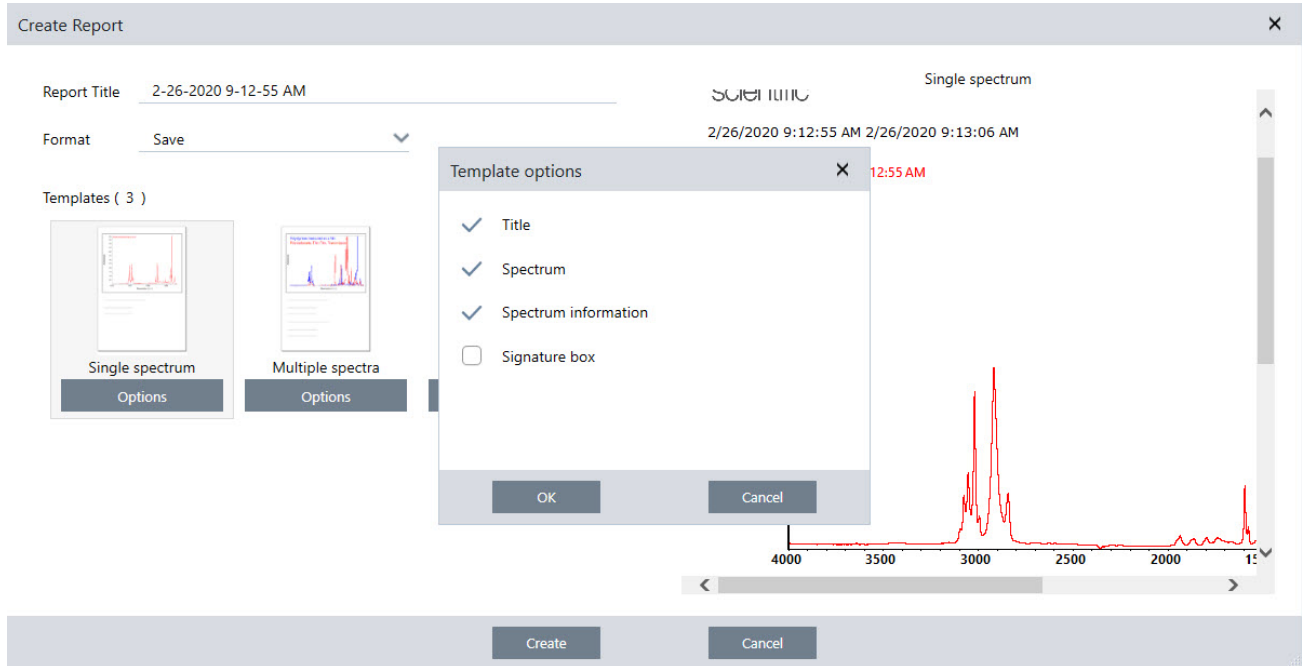 Create Report
Report Title 2-26-2020 9-12-55 AM
Format Save
Templates ( 3 )
Single spectrum
Options
Multiple spectra
Options
Template options
Title
Spectrum
Spectrum information
Signature box
OK Cancel
Single spectrum
Scientific
2/26/2020 9:12:55 AM 2/26/2020 9:13:06 AM
12:55 AM
4000 3500 3000 2500 2000
Create Cancel